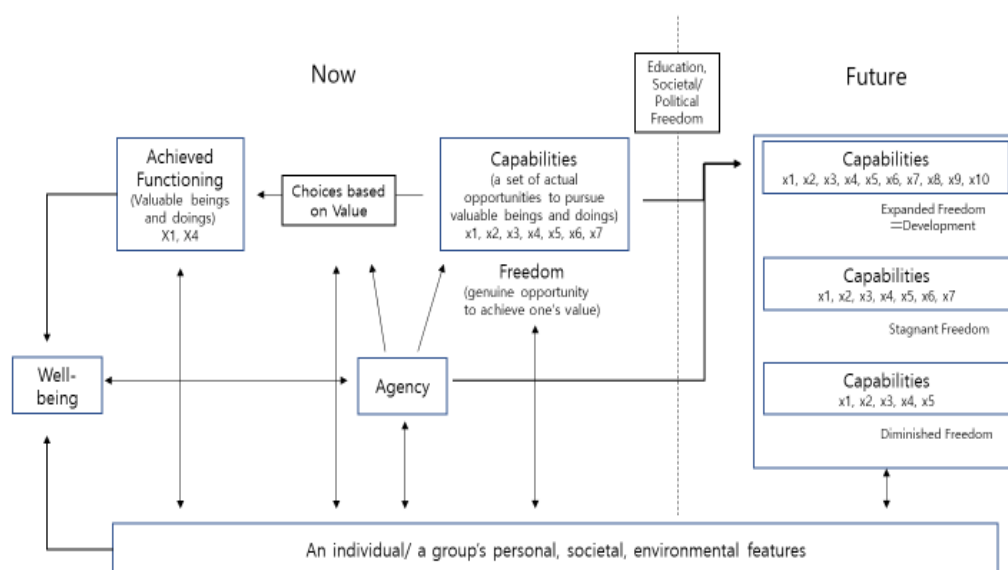 Now
Education,
Societal/
Political
Freedom
Future
Achieved
Functioning
(Valuable beings
and doings)
X1, X4
Choices based
on Value
Capabilities
(a set of actual
opportunities to pursue
valuable beings and doings)
x1, x2, x3, x4, x5, x6, x7
Freedom
(genuine opportunity
to achieve one's value)
Capabilities
x1, x2, x3, x4, x5, x6, x7, x8, x9, x10
Expanded Freedom
=Development
Capabilities
x1, x2, x3, x4, x5, x6, x7
Stagnant Freedom
Capabilities
x1, x2, x3, x4, x5
Diminished Freedom
Well-
being
Agency
An individual/ a group's personal, societal, environmental features